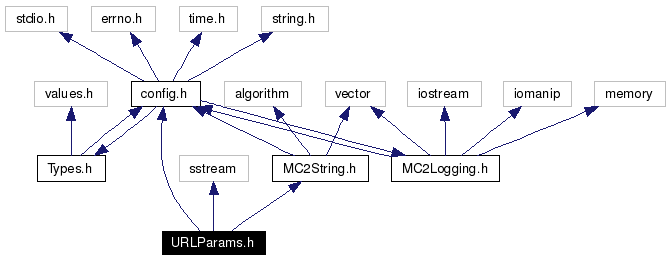 stdio.h errno.h time.h string.h
values.h config.h algorithm vector iostream iomanip memory
Types.h sstream MC2String.h MC2Logging.h
URLParams.h